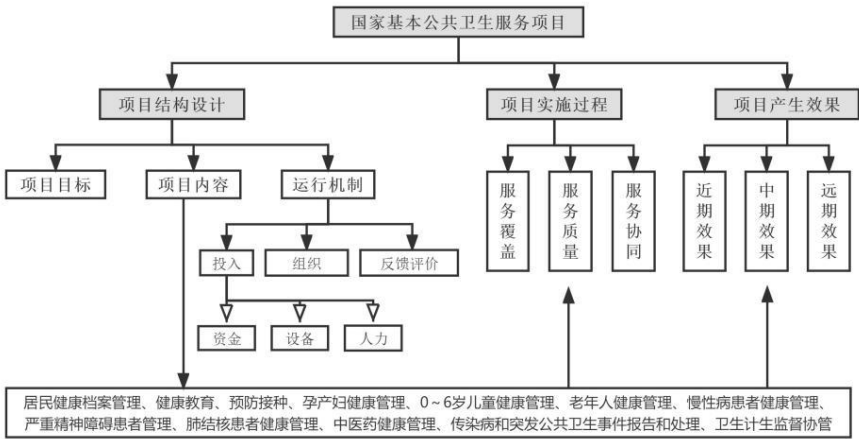 国家基本公共卫生服务项目
项目结构设计
项目实施过程
项目产生效果
项目目标
项目内容
运行机制
服务覆盖
服务质量
服务协同
近期效果
中期效果
远期效果
投入
组织
反馈评价
资金
设备
人力
居民健康档案管理、健康教育、预防接种、孕产妇健康管理、0～6岁儿童健康管理、老年人健康管理、慢性病患者健康管理、
严重精神障碍患者管理、肺结核患者健康管理、中医药健康管理、传染病和突发公共卫生事件报告和处理、卫生计生监督协管